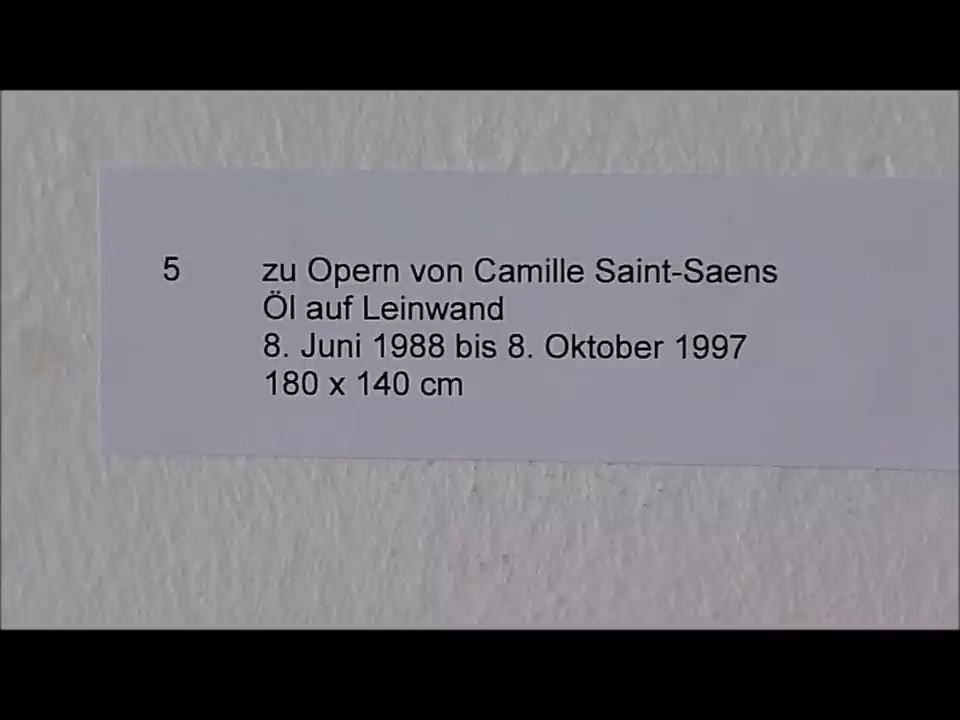 5 zu Opern von Camille Saint-Saens
Öl auf Leinwand
8. Juni 1988 bis 8. Oktober 1997
180 x 140 cm